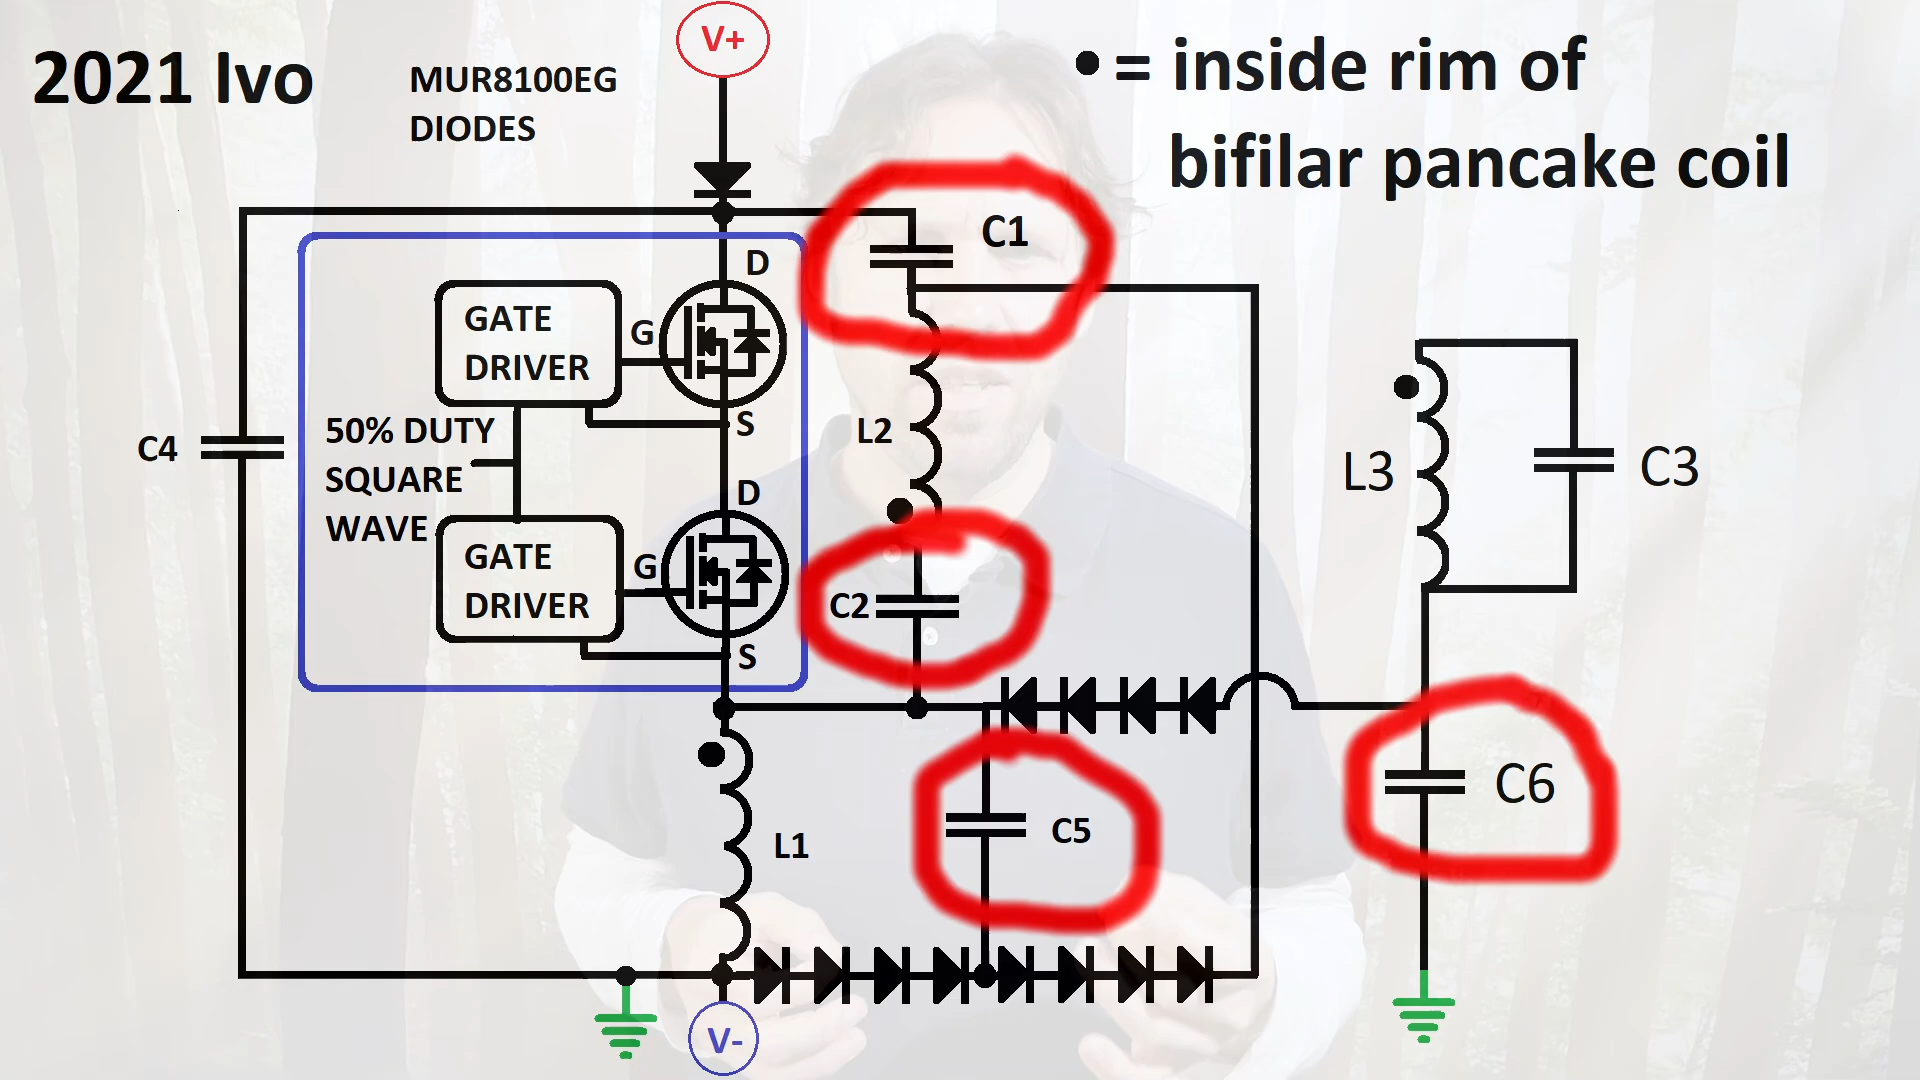 2021 Ivo
MUR8100EG
DIODES
V+
= inside rim of
bifilar pancake coil
C1
D
GATE
DRIVER
G
S
50% DUTY
SQUARE
WAVE
C4
L2
L3
C3
D
GATE
DRIVER
G
S
C2
C5
C6
L1
V-